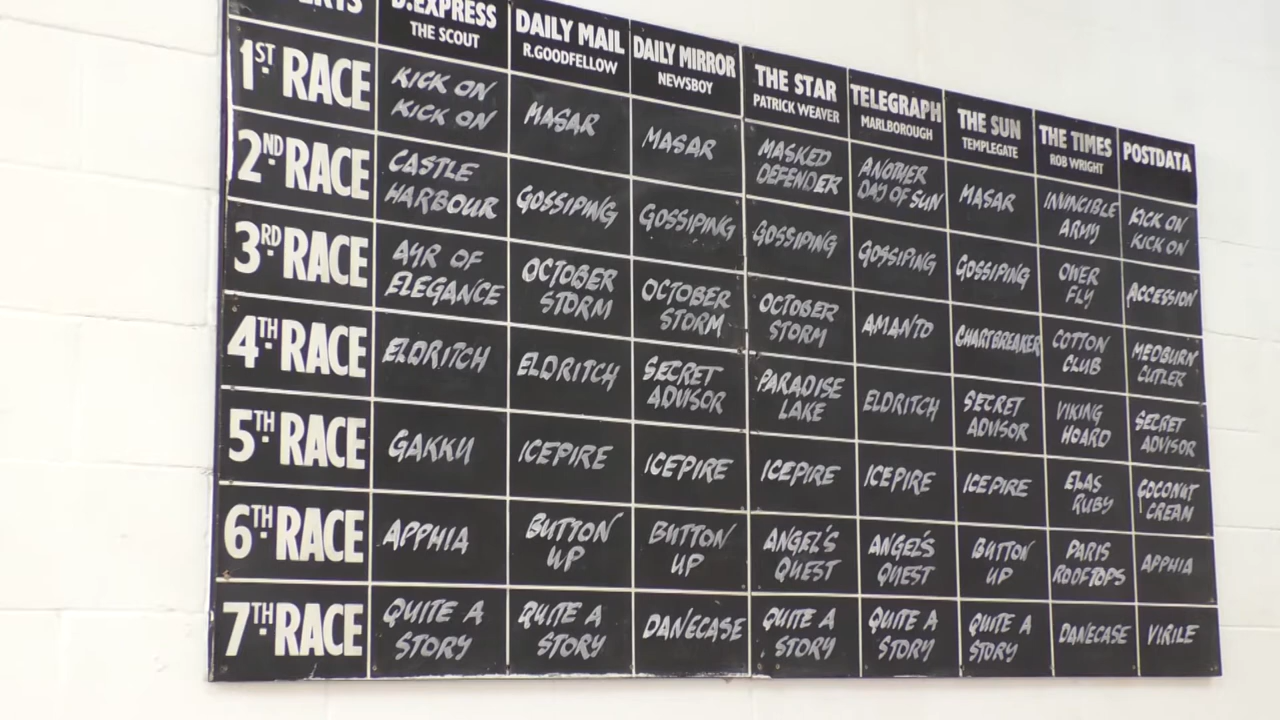 D.EXPRESS
THE SCOUT
DAILY MAIL
R.GOODFELLOW
DAILY MIRROR
NEWSBOY
THE STAR
PATRICK WEAVER
TELEGRAPH
MARLBOROUGH
THE SUN
TEMPLEGATE
THE TIMES
ROB WRIGHT
POSTDATA
1ST RACE
KICK ON
KICK ON
MASAR
MASAR
MASKED
DEFENDER
ANOTHER
DAY OF SUN
MASAR
INVINCIBLE
ARMY
KICK ON
KICK ON
2ND RACE
CASTLE
HARBOUR
GOSSIPING
GOSSIPING
GOSSIPING
GOSSIPING
GOSSIPING
OWER
FLY
ACCESSION
3RD RACE
AYR OF
ELEGANCE
OCTOBER
STORM
OCTOBER
STORM
OCTOBER
STORM
AMANTO
CHARTBREAKER
COTTON
CLUB
MEDBURN
CUTLER
4TH RACE
ELDRITCH
ELDRITCH
SECRET
ADVISOR
PARADISE
LAKE
ELDRITCH
SECRET
ADVISOR
VIKING
HOARD
SECRET
ADVISOR
5TH RACE
GAKKU
ICEPIRE
ICEPIRE
ICEPIRE
ICEPIRE
ICEPIRE
ELAS
RUBY
COCONUT
CREAM
6TH RACE
APPHIA
BUTTON
UP
BUTTON
UP
ANGEL'S
QUEST
ANGEL'S
QUEST
BUTTON
UP
PARIS
ROOFTOPS
APPHIA
7TH RACE
QUITE A
STORY
QUITE A
STORY
DANECASE
QUITE A
STORY
QUITE A
STORY
QUITE A
STORY
DANECASE
VIRILE